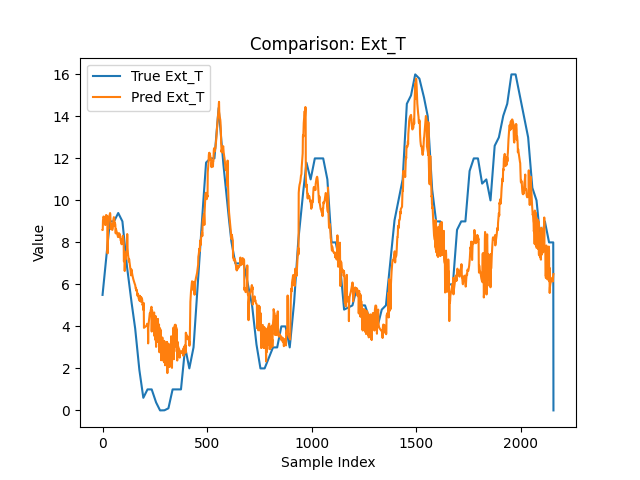 Comparison: Ext_T
True Ext_T
Pred Ext_T
Value
16
14
12
10
8
6
4
2
0
0 500 1000 1500 2000
Sample Index